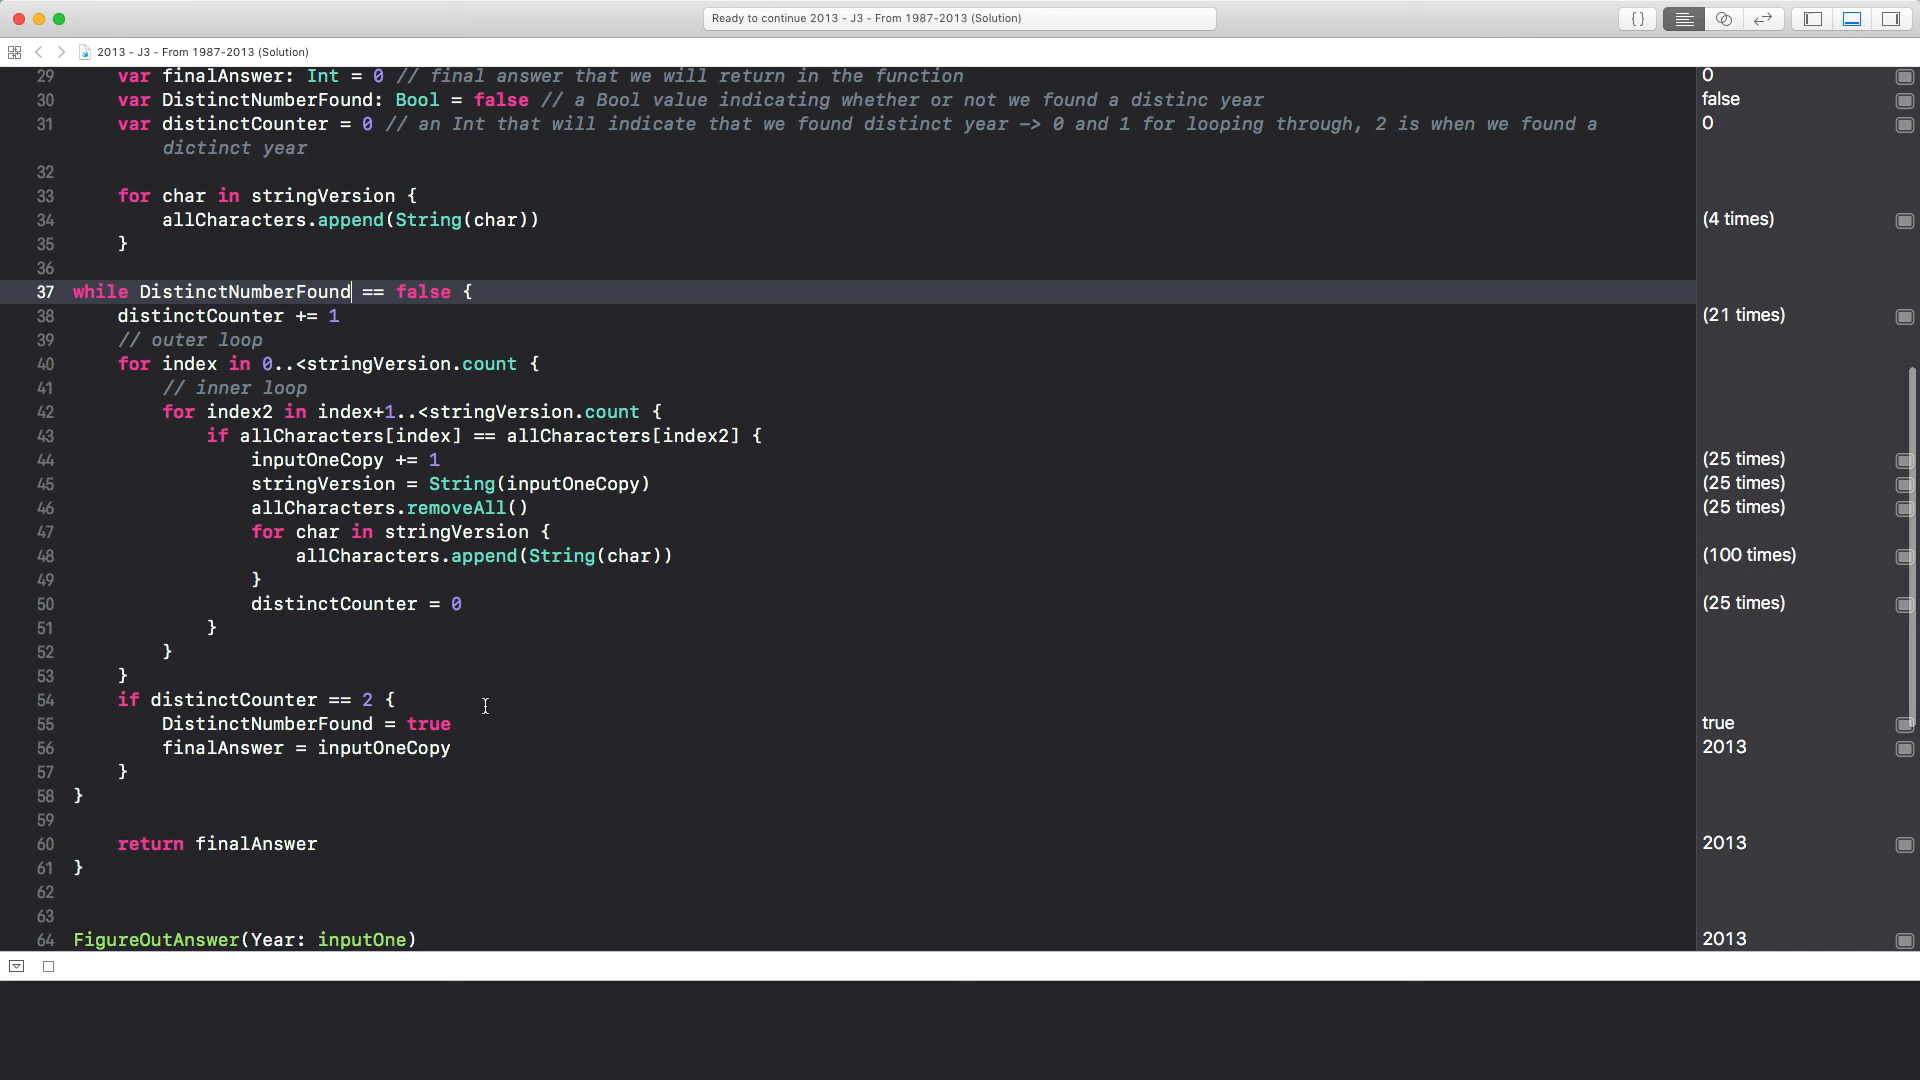 Ready to continue 2013 - J3 - From 1987-2013 (Solution)
{ }
2013 - J3 - From 1987-2013 (Solution)
29 var finalAnswer: Int = 0 // final answer that we will return in the function 0
30 var DistinctNumberFound: Bool = false // a Bool value indicating whether or not we found a distinc year false
31 var distinctCounter = 0 // an Int that will indicate that we found distinct year -> 0 and 1 for looping through, 2 is when we found a 0
dictinct year
32
33 for char in stringVersion {
34 allCharacters.append(String(char)) (4 times)
35 }
36
37 while DistinctNumberFound == false {
38 distinctCounter += 1 (21 times)
39 // outer loop
40 for index in 0..<stringVersion.count {
41 // inner loop
42 for index2 in index+1..<stringVersion.count {
43 if allCharacters[index] == allCharacters[index2] {
44 inputOneCopy += 1 (25 times)
45 stringVersion = String(inputOneCopy) (25 times)
46 allCharacters.removeAll() (25 times)
47 for char in stringVersion {
48 allCharacters.append(String(char)) (100 times)
49 }
50 distinctCounter = 0 (25 times)
51 }
52 }
53 }
54 if distinctCounter == 2 {
55 DistinctNumberFound = true true
56 finalAnswer = inputOneCopy 2013
57 }
58 }
59
60 return finalAnswer 2013
61 }
62
63
64 FigureOutAnswer(Year: inputOne) 2013